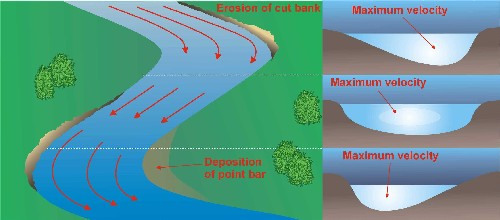 Erosion of cut bank
Maximum velocity
Maximum velocity
Deposition
of point bar
Maximum velocity